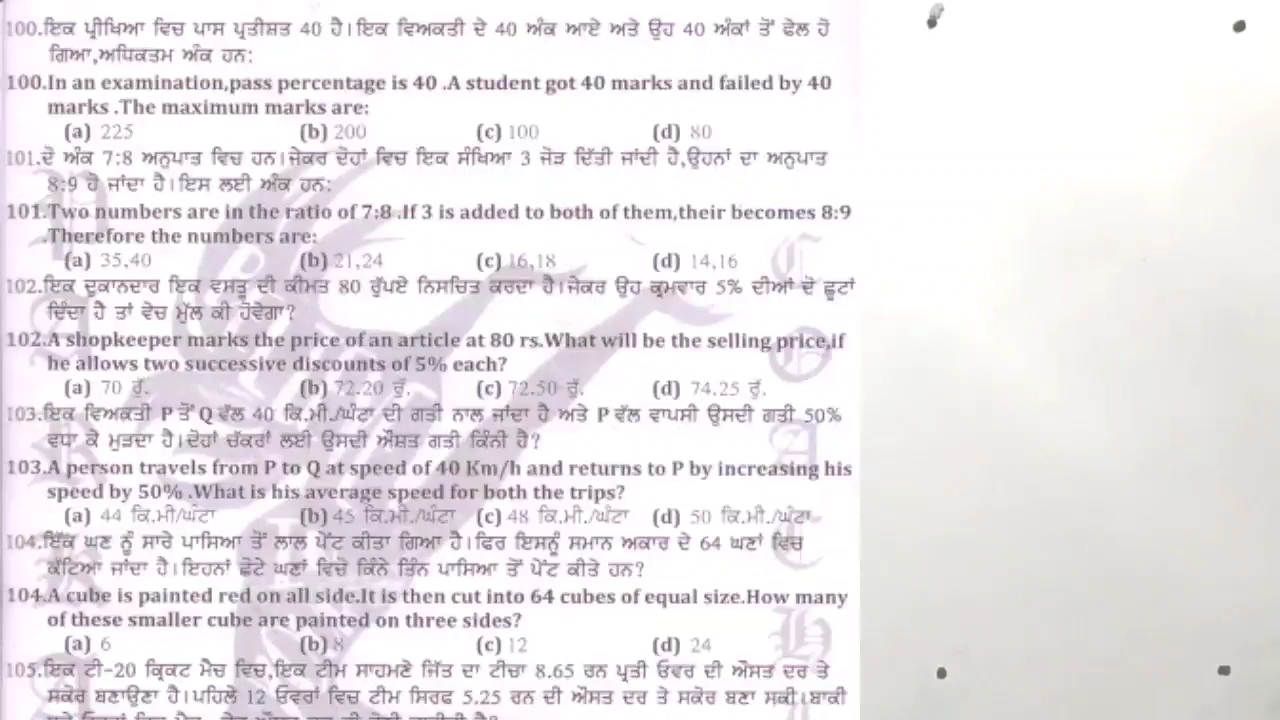 100.ਇਕ ਪ੍ਰੀਖਿਆ ਵਿਚ ਪਾਸ ਪ੍ਰਤੀਸ਼ਤ 40 ਹੈ।ਇਕ ਵਿਅਕਤੀ ਦੇ 40 ਅੰਕ ਆਏ ਅਤੇ ਉਹ 40 ਅੰਕਾਂ ਤੋਂ ਫੇਲ ਹੋ
ਗਿਆ,ਅਧਿਕਤਮ ਅੰਕ ਹਨ:
100.In an examination,pass percentage is 40 .A student got 40 marks and failed by 40
marks .The maximum marks are:
(a) 225 (b) 200 (c) 100 (d) 80
101.ਦੋ ਅੰਕ 7:8 ਅਨੁਪਾਤ ਵਿਚ ਹਨ।ਜੇਕਰ ਦੋਹਾਂ ਵਿਚ ਇਕ ਸੰਖਿਆ 3 ਜੋੜ ਦਿੱਤੀ ਜਾਂਦੀ ਹੈ,ਉਹਨਾਂ ਦਾ ਅਨੁਪਾਤ
8:9 ਹੋ ਜਾਂਦਾ ਹੈ।ਇਸ ਲਈ ਅੰਕ ਹਨ:
101.Two numbers are in the ratio of 7:8 .If 3 is added to both of them,their becomes 8:9
.Therefore the numbers are:
(a) 35,40 (b) 21,24 (c) 16,18 (d) 14,16
102.ਇਕ ਦੁਕਾਨਦਾਰ ਇਕ ਵਸਤੂ ਦੀ ਕੀਮਤ 80 ਰੁੱਪਏ ਨਿਸਚਿਤ ਕਰਦਾ ਹੈ।ਜੇਕਰ ਉਹ ਕ੍ਰਮਵਾਰ 5% ਦੀਆਂ ਦੋ ਛੂਟਾਂ
ਦਿੰਦਾ ਹੈ ਤਾਂ ਵੇਚ ਮੁੱਲ ਕੀ ਹੋਵੇਗਾ?
102.A shopkeeper marks the price of an article at 80 rs.What will be the selling price,if
he allows two successive discounts of 5% each?
(a) 70 ਰੁੱ. (b) 72.20 ਰੁੱ. (c) 72.50 ਰੁੱ. (d) 74.25 ਰੁੱ.
103.ਇਕ ਵਿਅਕਤੀ P ਤੋਂ Q ਵੱਲ 40 ਕਿ.ਮੀ./ਘੰਟਾ ਦੀ ਗਤੀ ਨਾਲ ਜਾਂਦਾ ਹੈ ਅਤੇ P ਵੱਲ ਵਾਪਸੀ ਉਸਦੀ ਗਤੀ 50%
ਵਧਾ ਕੇ ਮੁੜਦਾ ਹੈ।ਦੋਹਾਂ ਚੱਕਰਾਂ ਲਈ ਉਸਦੀ ਔਸ਼ਤ ਗਤੀ ਕਿੰਨੀ ਹੈ?
103.A person travels from P to Q at speed of 40 Km/h and returns to P by increasing his
speed by 50% .What is his average speed for both the trips?
(a) 44 ਕਿ.ਮੀ/ਘੰਟਾ (b) 45 ਕਿ.ਮੀ./ਘੰਟਾ (c) 48 ਕਿ.ਮੀ./ਘੰਟਾ (d) 50 ਕਿ.ਮੀ./ਘੰਟਾ
104.ਇੱਕ ਘਣ ਨੂੰ ਸਾਰੇ ਪਾਸਿਆ ਤੋਂ ਲਾਲ ਪੇਂਟ ਕੀਤਾ ਗਿਆ ਹੈ।ਫਿਰ ਇਸਨੂੰ ਸਮਾਨ ਅਕਾਰ ਦੇ 64 ਘਣਾਂ ਵਿਚ
ਕੱਟਿਆ ਜਾਂਦਾ ਹੈ।ਇਹਨਾਂ ਛੋਟੇ ਘਣਾਂ ਵਿਚੋ ਕਿੰਨੇ ਤਿੰਨ ਪਾਸਿਆ ਤੋਂ ਪੇਂਟ ਕੀਤੇ ਹਨ?
104.A cube is painted red on all side.It is then cut into 64 cubes of equal size.How many
of these smaller cube are painted on three sides?
(a) 6 (b) 8 (c) 12 (d) 24
105.ਇਕ ਟੀ-20 ਕ੍ਰਿਕਟ ਮੈਚ ਵਿਚ,ਇਕ ਟੀਮ ਸਾਹਮਣੇ ਜਿੱਤ ਦਾ ਟੀਚਾ 8.65 ਰਨ ਪ੍ਰਤੀ ਓਵਰ ਦੀ ਔਸਤ ਦਰ ਤੇ
ਸਕੋਰ ਬਣਾਉਣਾ ਹੈ।ਪਹਿਲੇ 12 ਓਵਰਾਂ ਵਿਚ ਟੀਮ ਸਿਰਫ 5.25 ਰਨ ਦੀ ਔਸਤ ਦਰ ਤੇ ਸਕੋਰ ਬਣਾ ਸਕੀ।ਬਾਕੀ